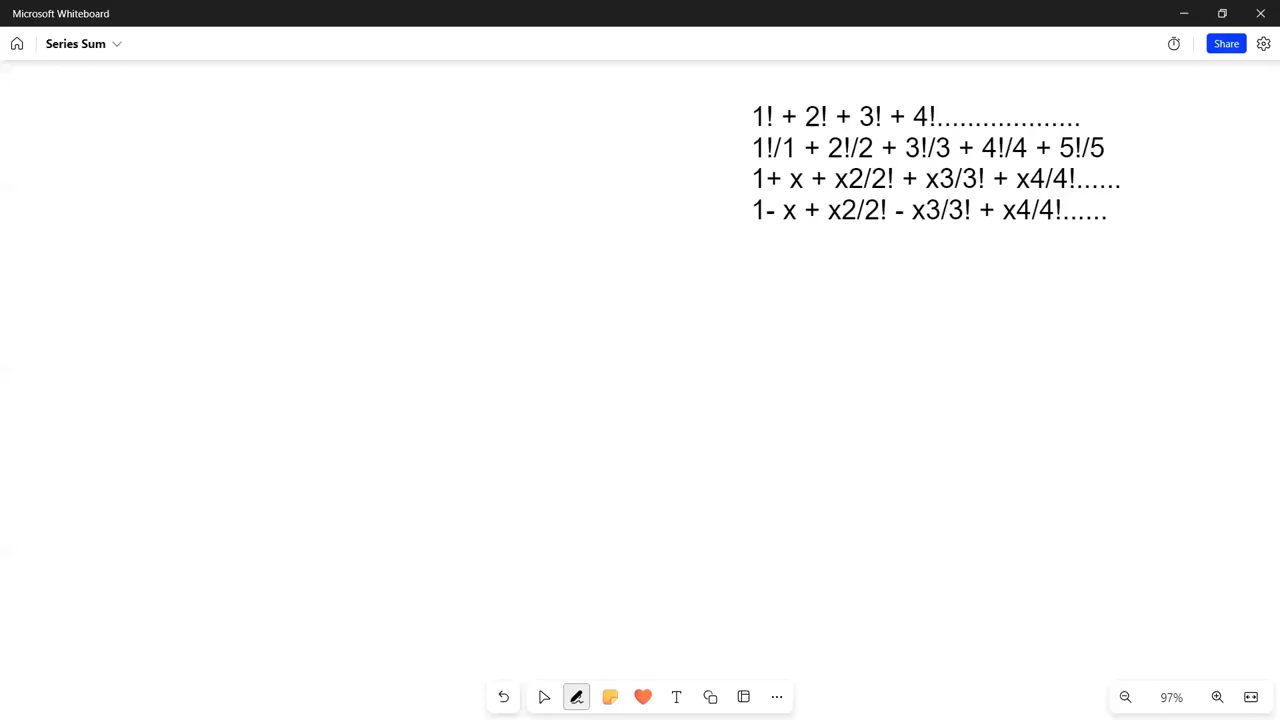 Microsoft Whiteboard
Series Sum
Share
1! + 2! + 3! + 4!...................
1!/1 + 2!/2 + 3!/3 + 4!/4 + 5!/5
1+ x + x2/2! + x3/3! + x4/4!......
1- x + x2/2! - x3/3! + x4/4!......
97%